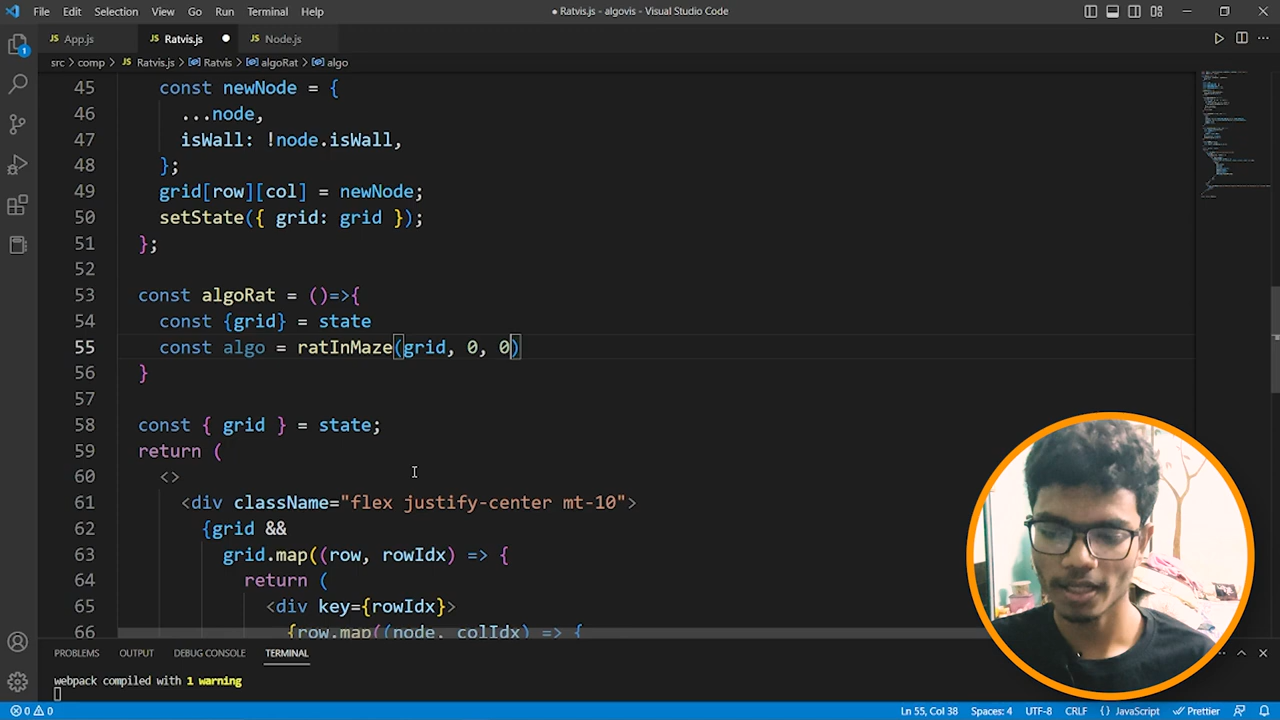 File Edit Selection View Go Run Terminal Help
● Ratvis.js - algovis - Visual Studio Code
JS App.js JS Ratvis.js ● JS Node.js
src > comp > JS Ratvis.js > Ratvis > algoRat > algo
45 const newNode = {
46 ...node,
47 isWall: !node.isWall,
48 };
49 grid[row][col] = newNode;
50 setState({ grid: grid });
51 };
52
53 const algoRat = ()=>{
54 const {grid} = state
55 const algo = ratInMaze(grid, 0, 0)
56 }
57
58 const { grid } = state;
59 return (
60 <>
61 <div className="flex justify-center mt-10">
62 {grid &&
63 grid.map((row, rowIdx) => {
64 return (
65 <div key={rowIdx}>
66 {row.map((node, colIdx) => {
PROBLEMS OUTPUT DEBUG CONSOLE TERMINAL
webpack compiled with 1 warning
0 0 Ln 55, Col 38 Spaces: 4 UTF-8 CRLF {} JavaScript Prettier
1